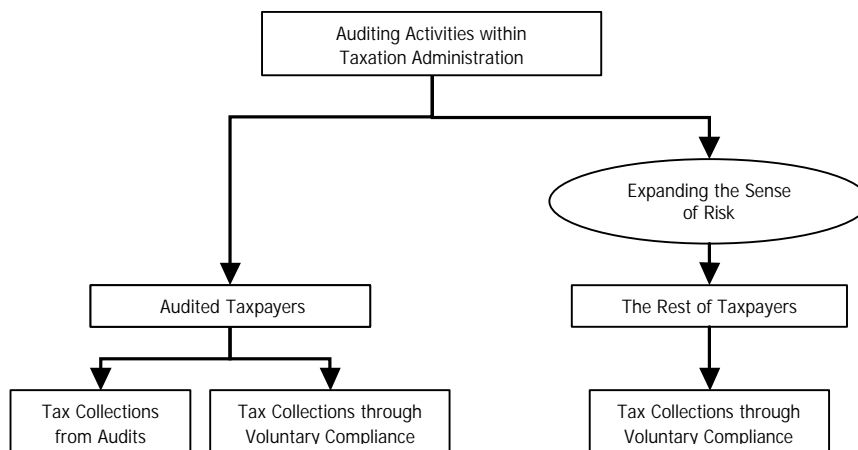 Auditing Activities within
Taxation Administration
Expanding the Sense
of Risk
Audited Taxpayers
The Rest of Taxpayers
Tax Collections
from Audits
Tax Collections through
Voluntary Compliance
Tax Collections through
Voluntary Compliance